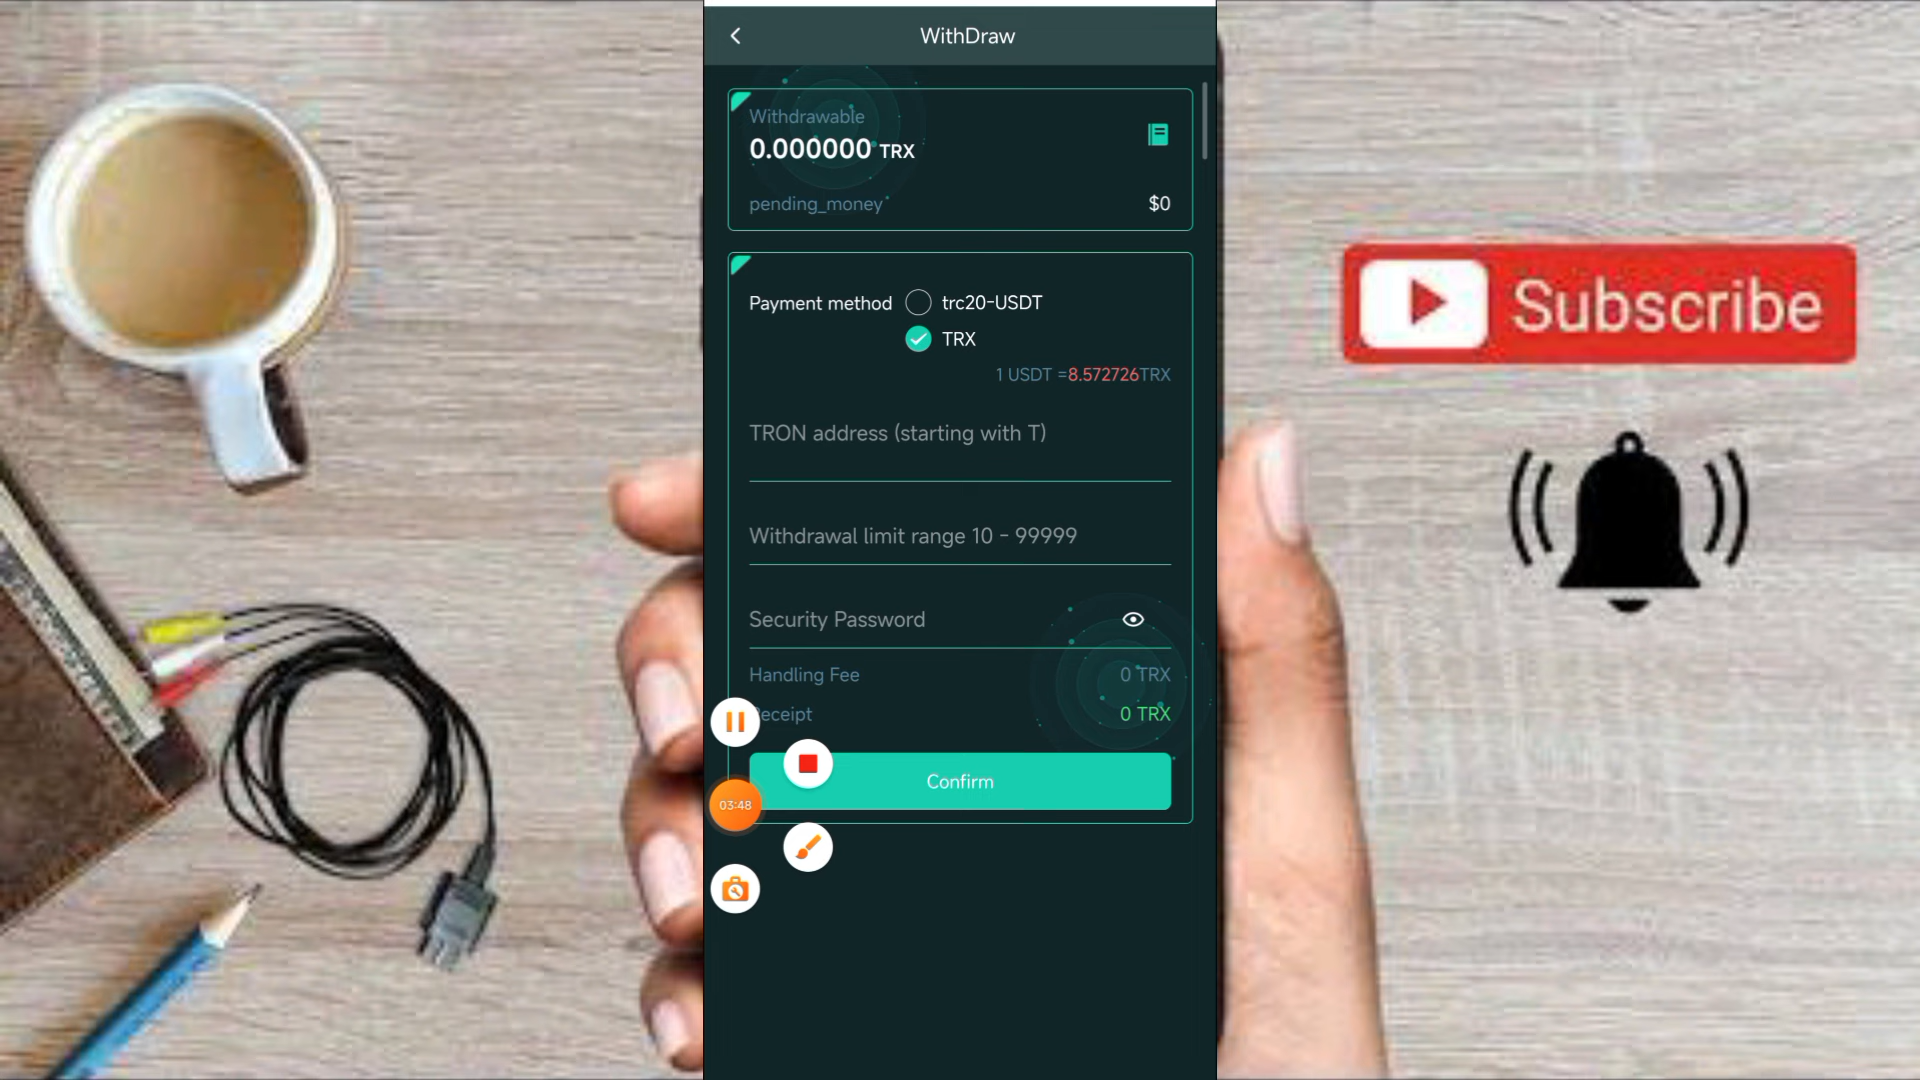 WithDraw
Withdrawable
0.000000 TRX
pending_money
$0
Payment method
trc20-USDT
TRX
1 USDT =8.572726TRX
TRON address (starting with T)
Withdrawal limit range 10 - 99999
Security Password
Handling Fee
0 TRX
eceipt
0 TRX
Confirm
03:48
Subscribe